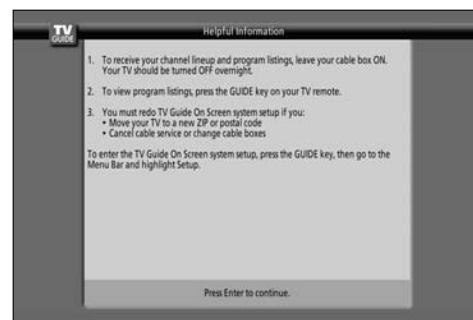 TV
GUIDE
Helpful Information
1. To receive your channel lineup and program listings, leave your cable box ON.
Your TV should be turned OFF overnight.
2. To view program listings, press the GUIDE key on your TV remote.
3. You must redo TV Guide On Screen system setup if you:
• Move your TV to a new ZIP or postal code
• Cancel cable service or change cable boxes
To enter the TV Guide On Screen system setup, press the GUIDE key, then go to the
Menu Bar and highlight Setup.
Press Enter to continue.